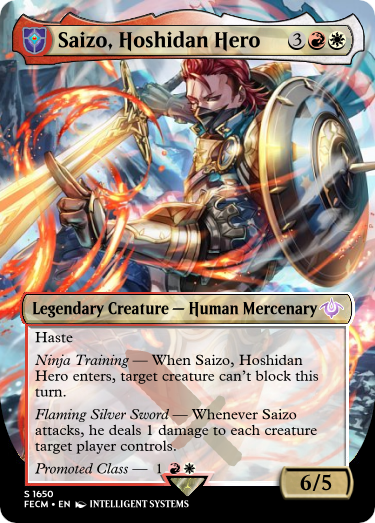 Saizo, Hoshidan Hero 3
Legendary Creature — Human Mercenary
Haste
Ninja Training — When Saizo, Hoshidan
Hero enters, target creature can't block this
turn.
Flaming Silver Sword — Whenever Saizo
attacks, he deals 1 damage to each creature
target player controls.
Promoted Class — 1
6/5
S 1650
FECM • EN INTELLIGENT SYSTEMS